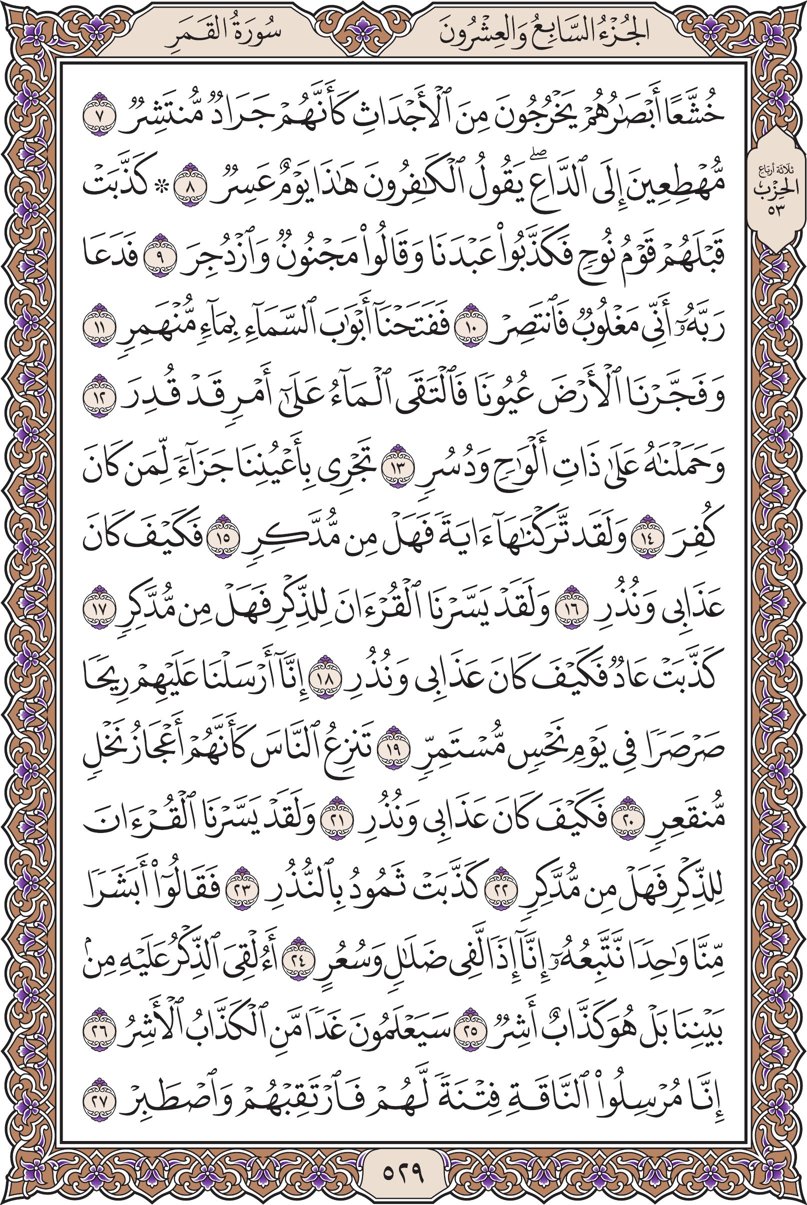 الجُزْءُ السَّابِعُ وَالعِشْرُونَ
سُورَةُ القَمَرِ
خُشَّعًا أَبْصَٰرُهُمْ يَخْرُجُونَ مِنَ ٱلْأَجْدَاثِ كَأَنَّهُمْ جَرَادٌ مُّنتَشِرٌ ٧
مُّهْطِعِينَ إِلَى ٱلدَّاعِۖ يَقُولُ ٱلْكَٰفِرُونَ هَٰذَا يَوْمٌ عَسِرٌ ٨ ۞ كَذَّبَتْ
قَبْلَهُمْ قَوْمُ نُوحٍ فَكَذَّبُوا۟ عَبْدَنَا وَقَالُوا۟ مَجْنُونٌ وَٱزْدُجِرَ ٩ فَدَعَا
رَبَّهُۥٓ أَنِّى مَغْلُوبٌ فَٱنتَصِرْ ١٠ فَفَتَحْنَآ أَبْوَٰبَ ٱلسَّمَآءِ بِمَآءٍ مُّنْهَمِرٍ ١١
وَفَجَّرْنَا ٱلْأَرْضَ عُيُونًا فَٱلْتَقَى ٱلْمَآءُ عَلَىٰٓ أَمْرٍ قَدْ قُدِرَ ١٢
وَحَمَلْنَٰهُ عَلَىٰ ذَاتِ أَلْوَٰحٍ وَدُسُرٍ ١٣ تَجْرِى بِأَعْيُنِنَا جَزَآءً لِّمَن كَانَ
كُفِرَ ١٤ وَلَقَد تَّرَكْنَٰهَآ ءَايَةً فَهَلْ مِن مُّدَّكِرٍ ١٥ فَكَيْفَ كَانَ
عَذَابِى وَنُذُرِ ١٦ وَلَقَدْ يَسَّرْنَا ٱلْقُرْءَانَ لِلذِّكْرِ فَهَلْ مِن مُّدَّكِرٍ ١٧
كَذَّبَتْ عَادٌ فَكَيْفَ كَانَ عَذَابِى وَنُذُرِ ١٨ إِنَّآ أَرْسَلْنَا عَلَيْهِمْ رِيحًا
صَرْصَرًا فِى يَوْمِ نَحْسٍ مُّسْتَمِرٍّ ١٩ تَنزِعُ ٱلنَّاسَ كَأَنَّهُمْ أَعْجَازُ نَخْلٍ
مُّنقَعِرٍ ٢٠ فَكَيْفَ كَانَ عَذَابِى وَنُذُرِ ٢١ وَلَقَدْ يَسَّرْنَا ٱلْقُرْءَانَ
لِلذِّكْرِ فَهَلْ مِن مُّدَّكِرٍ ٢٢ كَذَّبَتْ ثَمُودُ بِٱلنُّذُرِ ٢٣ فَقَالُوٓا۟ أَبَشَرًا
مِّنَّا وَٰحِدًا نَّتَّبِعُهُۥٓ إِنَّآ إِذًا لَّفِى ضَلَٰلٍ وَسُعُرٍ ٢٤ أَءُلْقِىَ ٱلذِّكْرُ عَلَيْهِ مِنۢ
بَيْنِنَا بَلْ هُوَ كَذَّابٌ أَشِرٌ ٢٥ سَيَعْلَمُونَ غَدًا مَّنِ ٱلْكَذَّابُ ٱلْأَشِرُ ٢٦
إِنَّا مُرْسِلُوا۟ ٱلنَّاقَةِ فِتْنَةً لَّهُمْ فَٱرْتَقِبْهُمْ وَٱصْطَبِرْ ٢٧
ثلاثة أرباع
الحِزْب
٥٣
٥٢٩